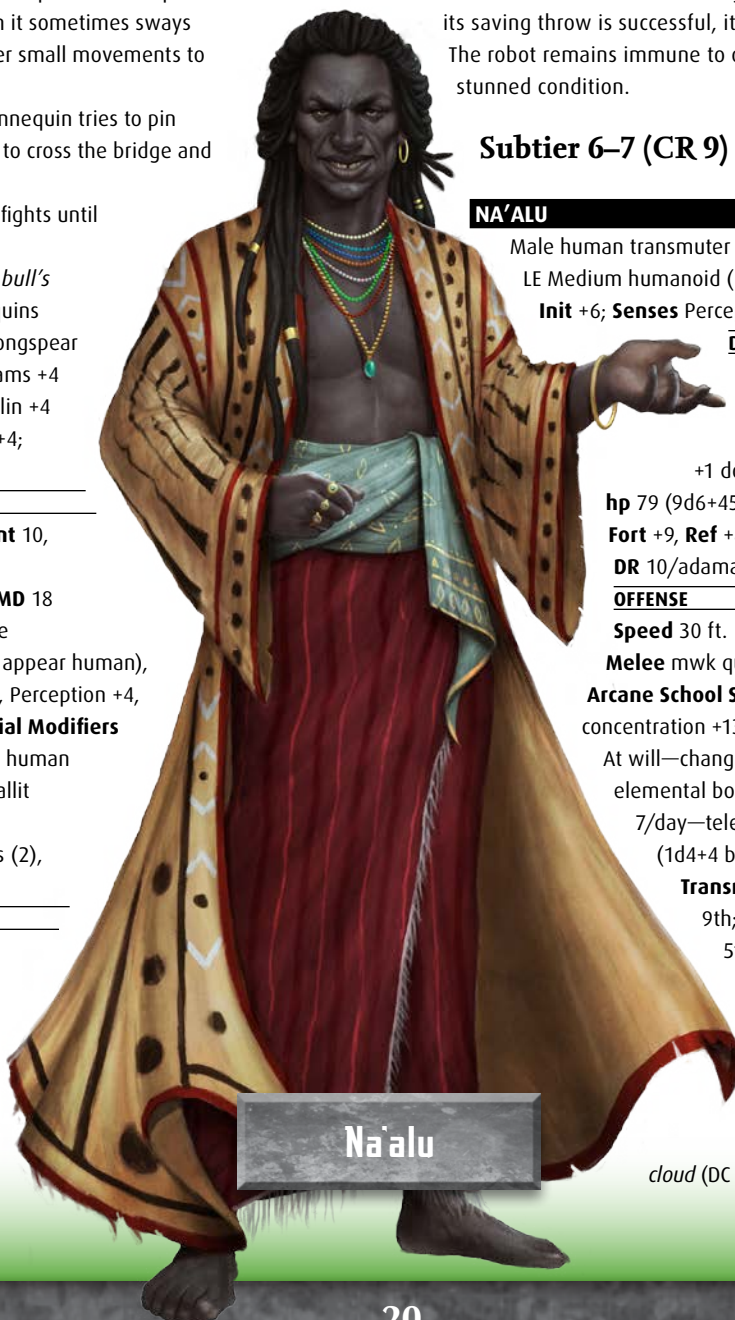 n it sometimes sways
er small movements to
nnequin tries to pin
to cross the bridge and
fights until
bull's
uins
ongspear
ams +4
lin +4
+4;
nt 10,
MD 18
e
appear human),
, Perception +4,
ial Modifiers
human
allit
s (2),
its saving throw is successful, it
The robot remains immune to
stunned condition.
Subtier 6–7 (CR 9)
NA'ALU
Male human transmuter
LE Medium humanoid (
Init +6; Senses Perce
+1 de
hp 79 (9d6+45
Fort +9, Ref +
DR 10/adama
OFFENSE
Speed 30 ft.
Melee mwk qu
Arcane School S
concentration +13
At will—chang
elemental bo
7/day—tele
(1d4+4 b
Transm
9th;
5
cloud (DC
Na'alu
20